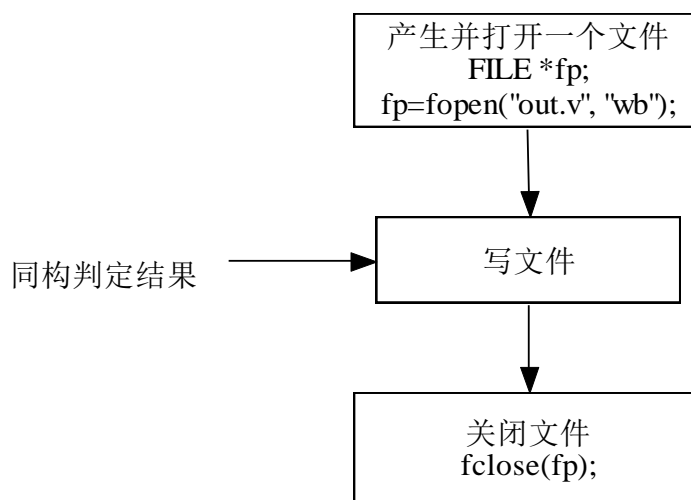 产生并打开一个文件
FILE *fp;
fp=fopen("out.v", "wb");
同构判定结果
写文件
关闭文件
fclose(fp);